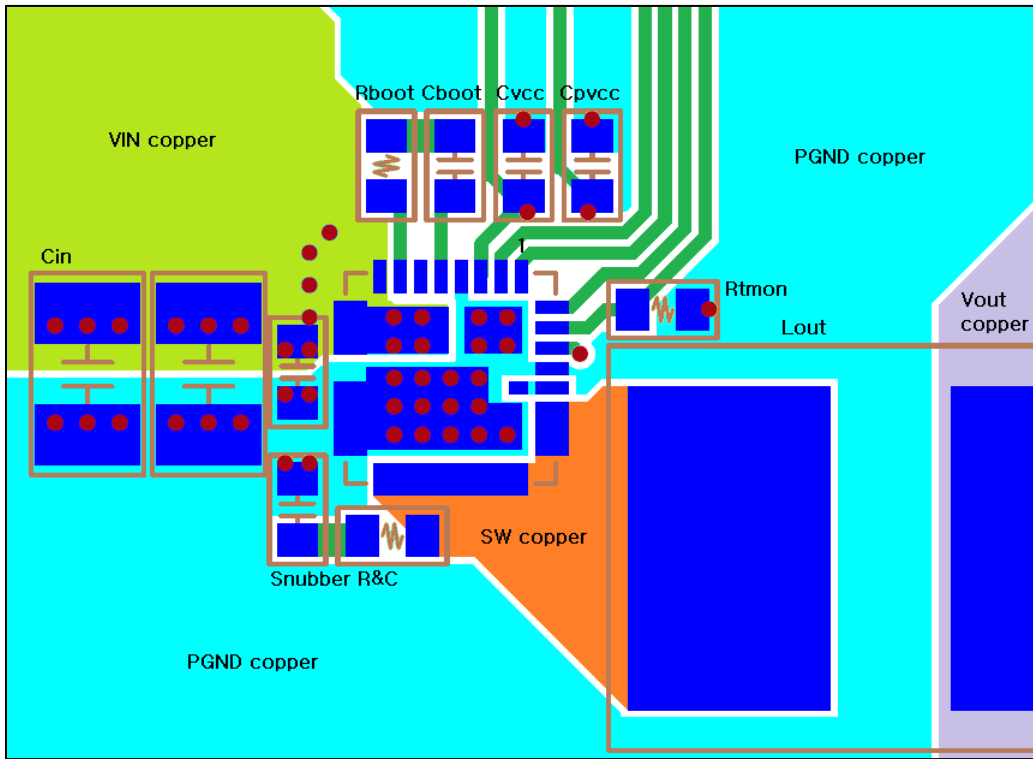 Rboot Cboot Cvcc Cpvcc
VIN copper
PGND copper
1
Cin
Rtmon
Vout
copper
Lout
SW copper
Snubber R&C
PGND copper